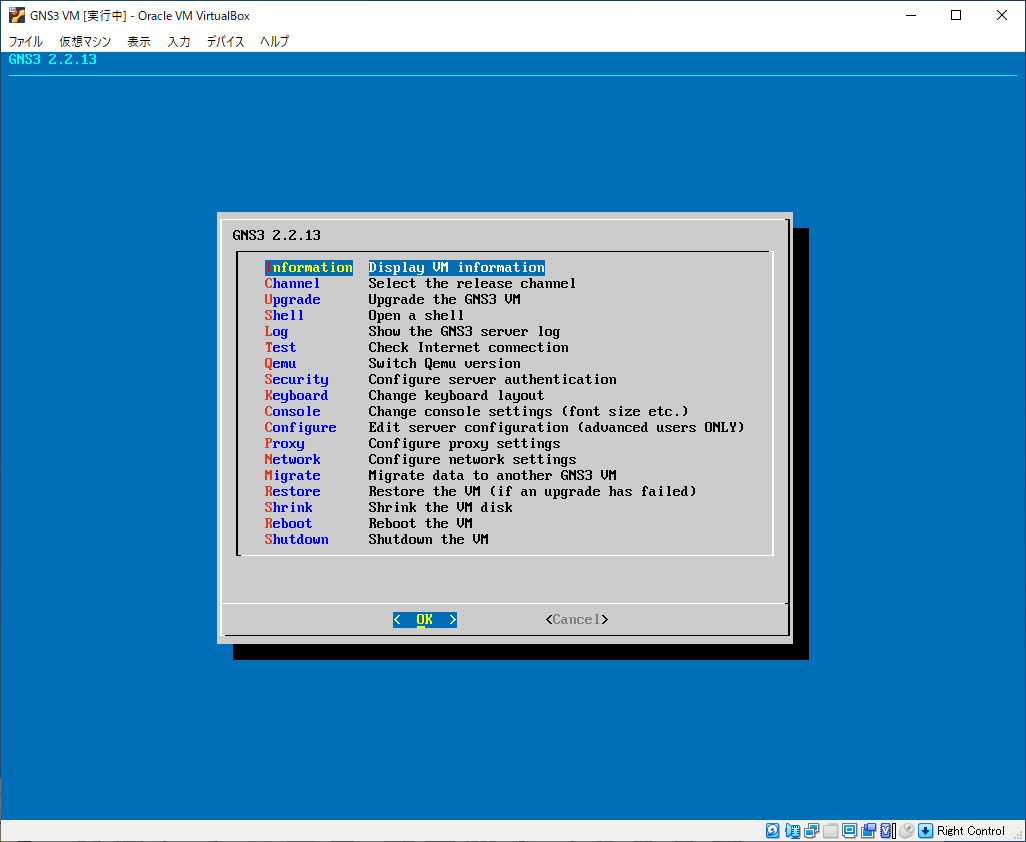 GNS3 VM [実行中] - Oracle VM VirtualBox
ファイル 仮想マシン 表示 入力 デバイス ヘルプ
GNS3 2.2.13
GNS3 2.2.13
Information Display VM information
Channel Select the release channel
Upgrade Upgrade the GNS3 VM
Shell Open a shell
Log Show the GNS3 server log
Test Check Internet connection
Qemu Switch Qemu version
Security Configure server authentication
Keyboard Change keyboard layout
Console Change console settings (font size etc.)
Configure Edit server configuration (advanced users ONLY)
Proxy Configure proxy settings
Network Configure network settings
Migrate Migrate data to another GNS3 VM
Restore Restore the VM (if an upgrade has failed)
Shrink Shrink the VM disk
Reboot Reboot the VM
Shutdown Shutdown the VM
< OK > <Cancel>
Right Control